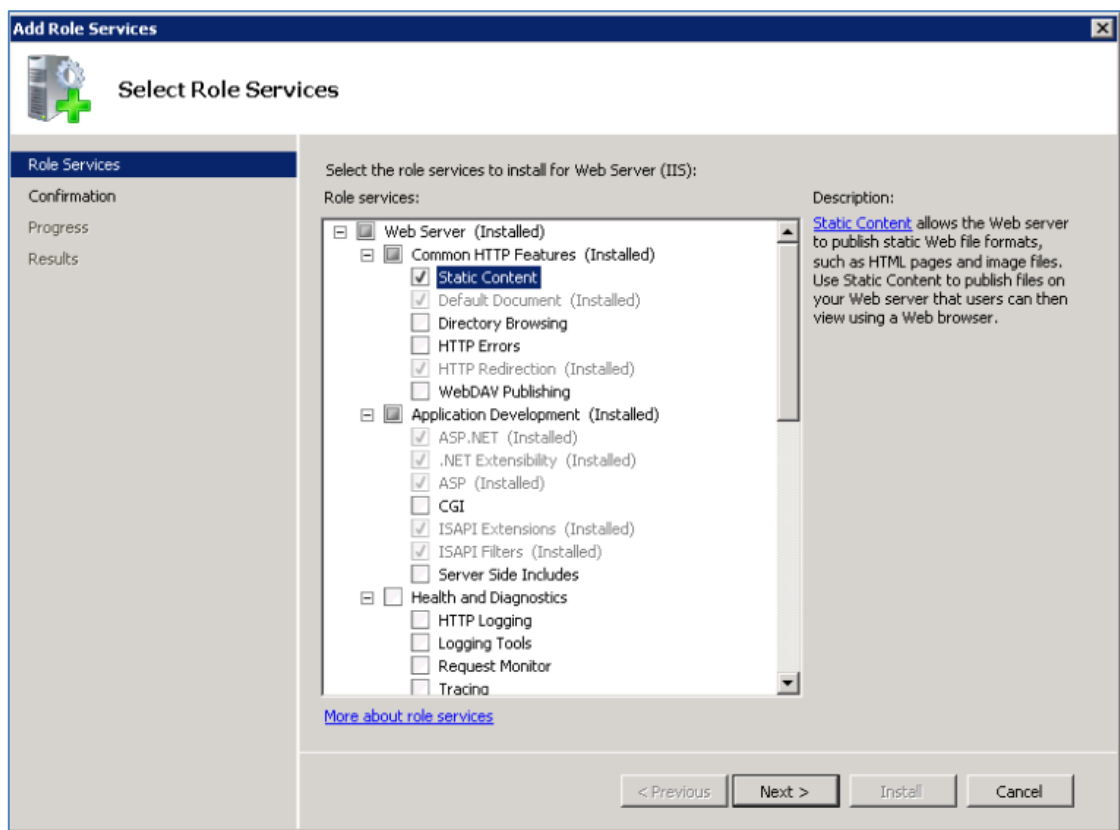 Add Role Services
Select Role Services
Role Services
Confirmation
Progress
Results
Select the role services to install for Web Server (IIS):
Role services:
Web Server (Installed)
Common HTTP Features (Installed)
Static Content
Default Document (Installed)
Directory Browsing
HTTP Errors
HTTP Redirection (Installed)
WebDAV Publishing
Application Development (Installed)
ASP.NET (Installed)
.NET Extensibility (Installed)
ASP (Installed)
CGI
ISAPI Extensions (Installed)
ISAPI Filters (Installed)
Server Side Includes
Health and Diagnostics
HTTP Logging
Logging Tools
Request Monitor
Tracing
More about role services
Description:
Static Content allows the Web server
to publish static Web file formats,
such as HTML pages and image files.
Use Static Content to publish files on
your Web server that users can then
view using a Web browser.
< Previous
Next >
Install
Cancel